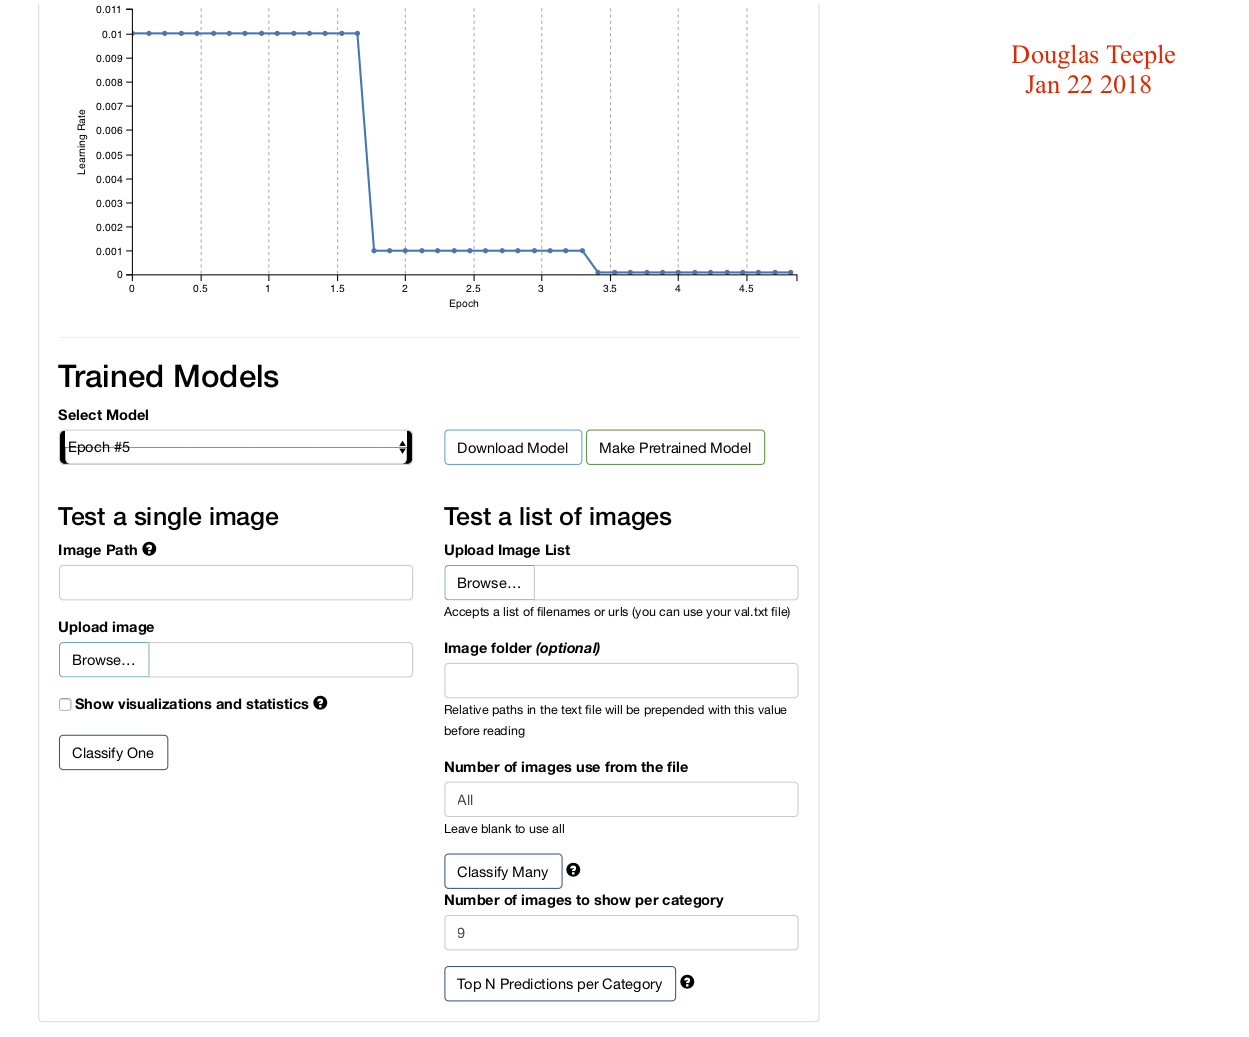 0.011
0.01
0.009
0.008
0.007
0.006
0.005
0.004
0.003
0.002
0.001
0
Learning Rate
0 0.5 1 1.5 2 2.5 3 3.5 4 4.5
Epoch
Douglas Teeple
Jan 22 2018
Trained Models
Select Model
Epoch #5
Download Model Make Pretrained Model
Test a single image
Image Path ?
Upload image
Browse...
Show visualizations and statistics ?
Classify One
Test a list of images
Upload Image List
Browse...
Accepts a list of filenames or urls (you can use your val.txt file)
Image folder (optional)
Relative paths in the text file will be prepended with this value
before reading
Number of images use from the file
All
Leave blank to use all
Classify Many ?
Number of images to show per category
9
Top N Predictions per Category ?